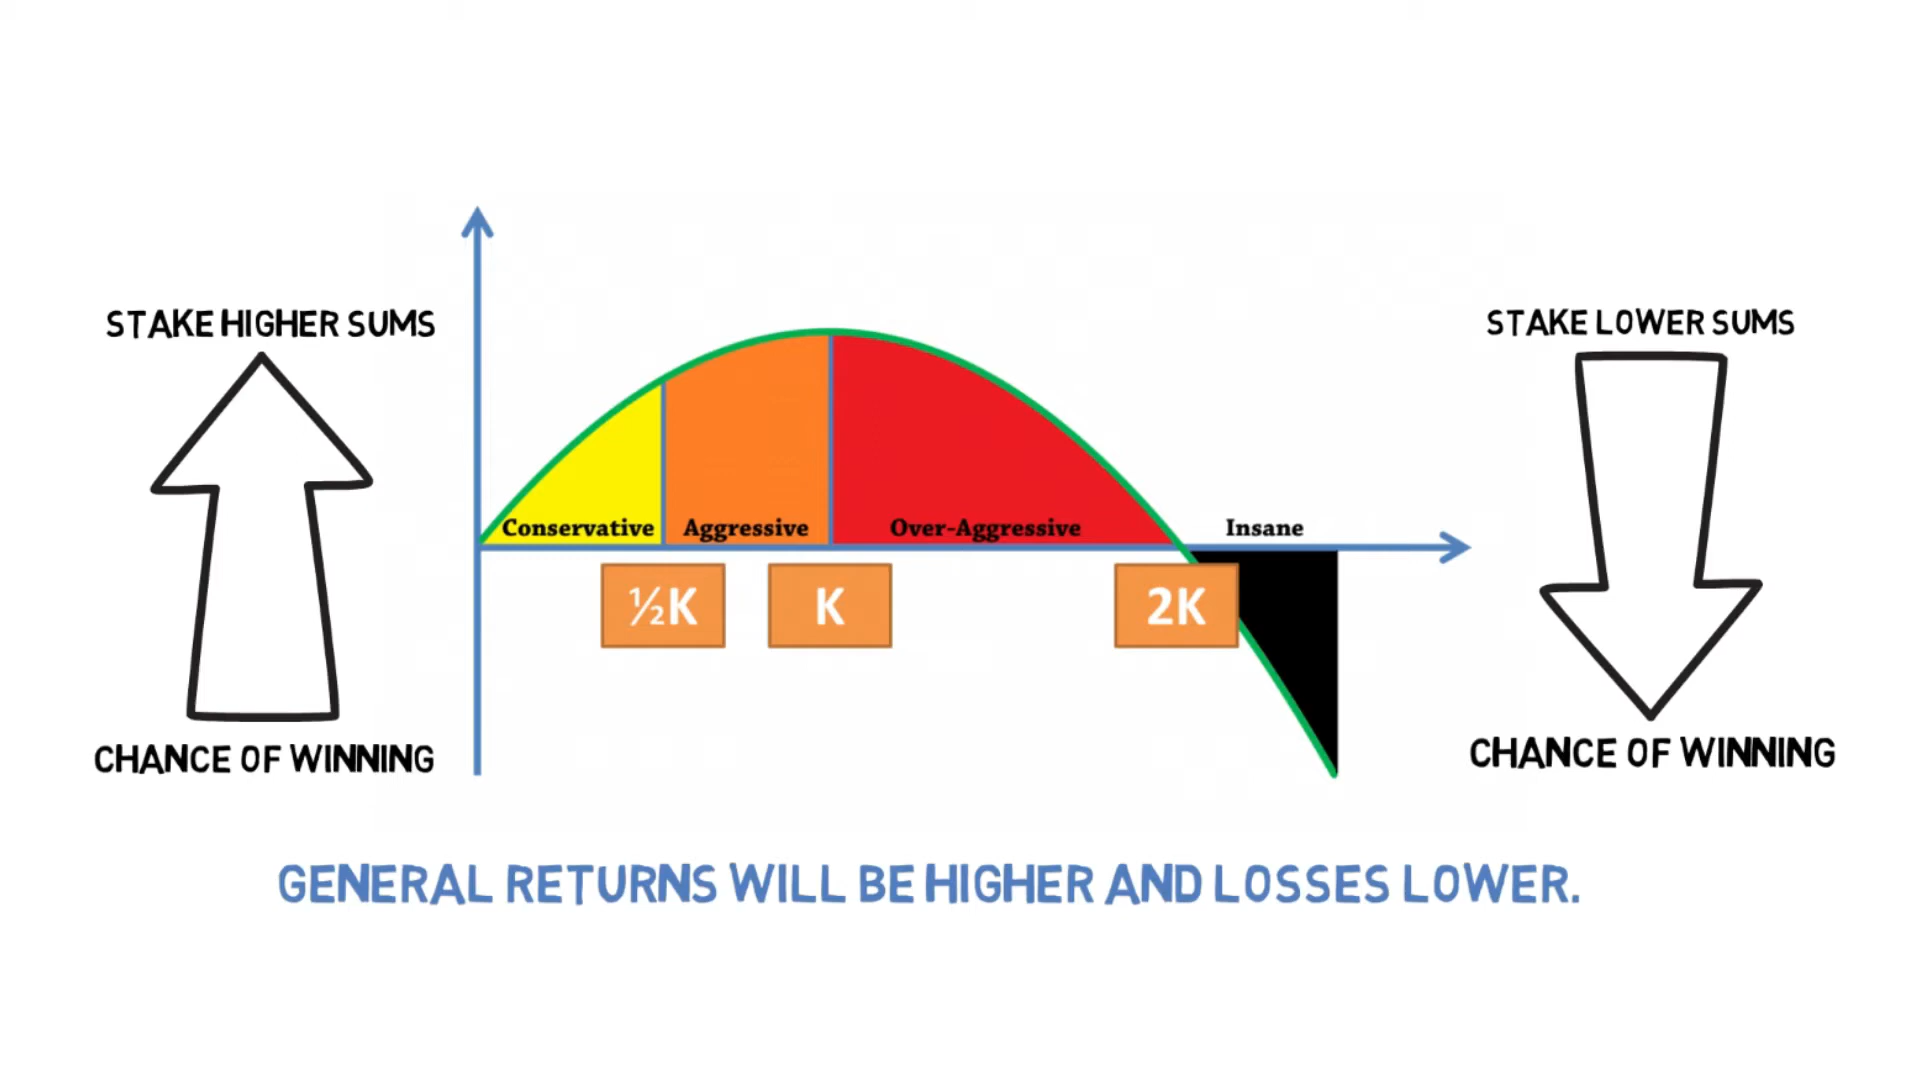 STAKE HIGHER SUMS
STAKE LOWER SUMS
Conservative
Aggressive
Over-Aggressive
Insane
½K
K
2K
CHANCE OF WINNING
CHANCE OF WINNING
GENERAL RETURNS WILL BE HIGHER AND LOSSES LOWER.